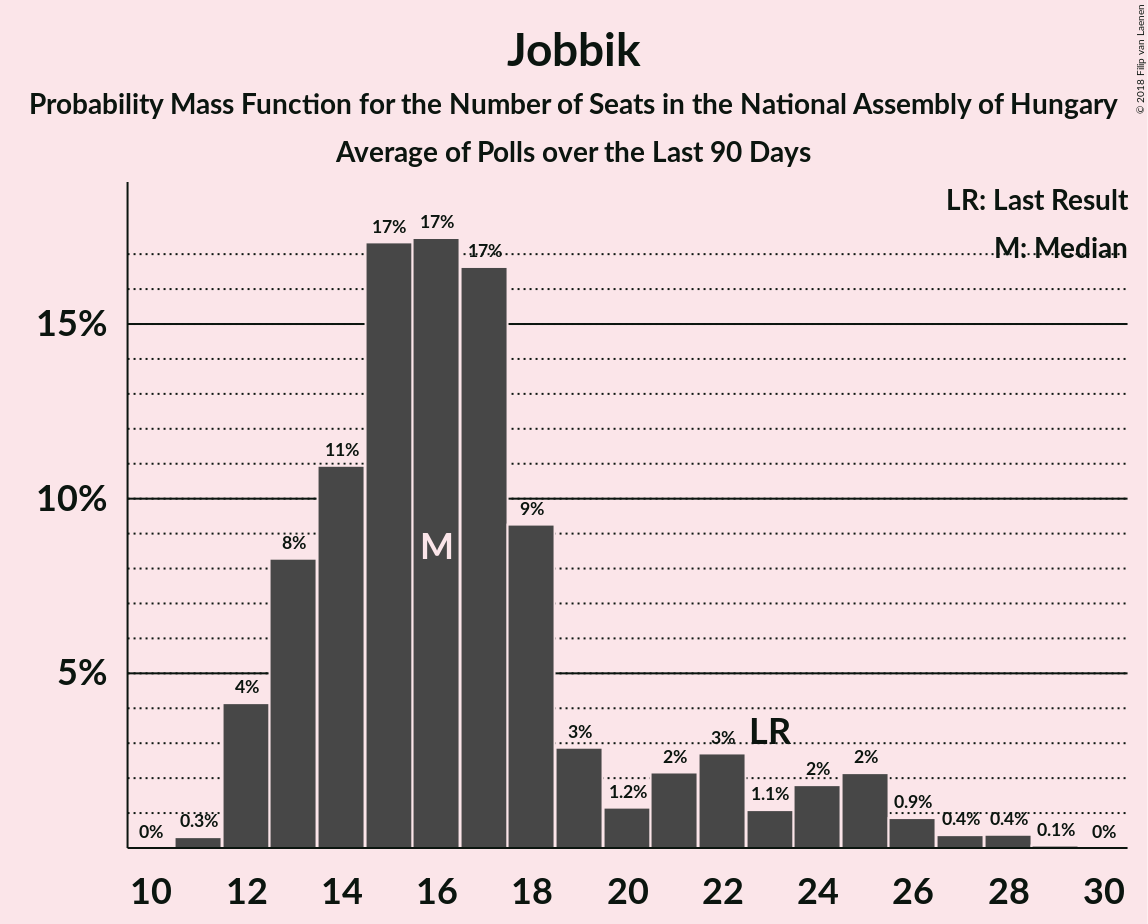 Jobbik
Probability Mass Function for the Number of Seats in the National Assembly of Hungary
Average of Polls over the Last 90 Days
© 2018 Filip van Laenen
LR: Last Result
M: Median
15%
10%
5%
0%
0.3%
4%
8%
11%
17%
17%
17%
9%
3%
1.2%
2%
3%
1.1%
2%
2%
0.9%
0.4%
0.4%
0.1%
0%
M
LR
10 12 14 16 18 20 22 24 26 28 30